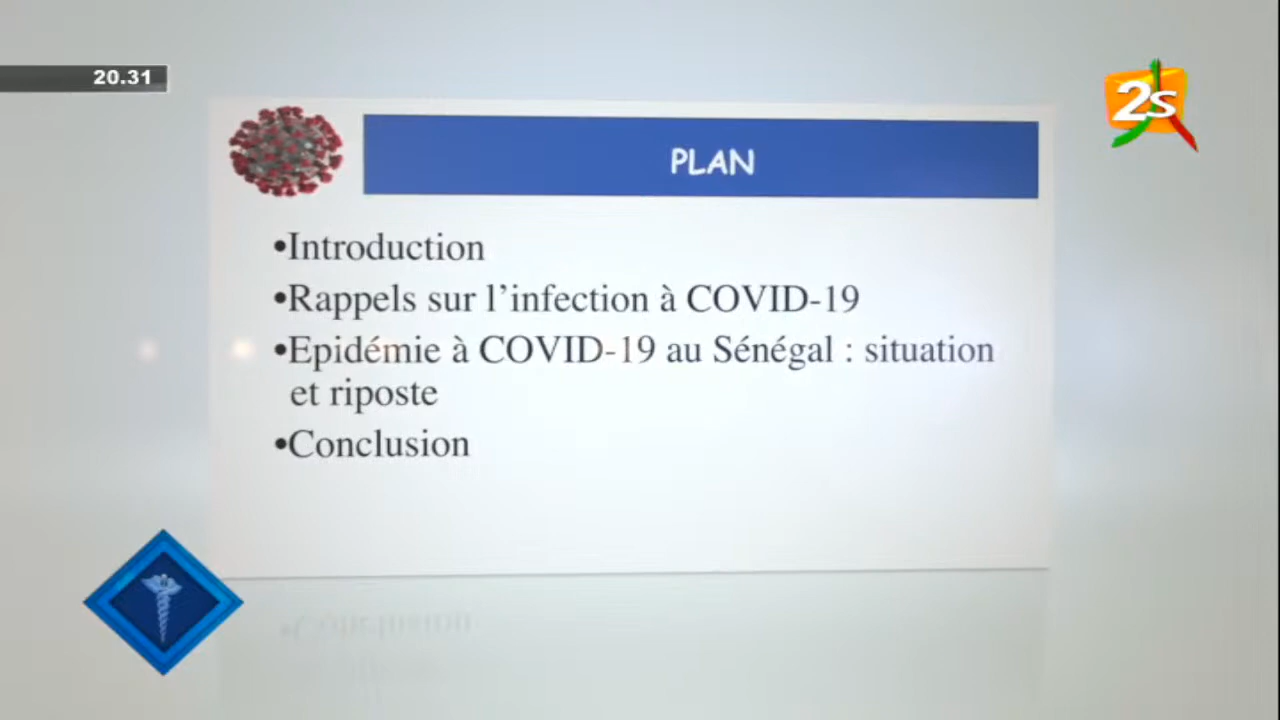 20.31
2s
PLAN
•Introduction
•Rappels sur l’infection à COVID-19
•Epidémie à COVID-19 au Sénégal : situation
et riposte
•Conclusion